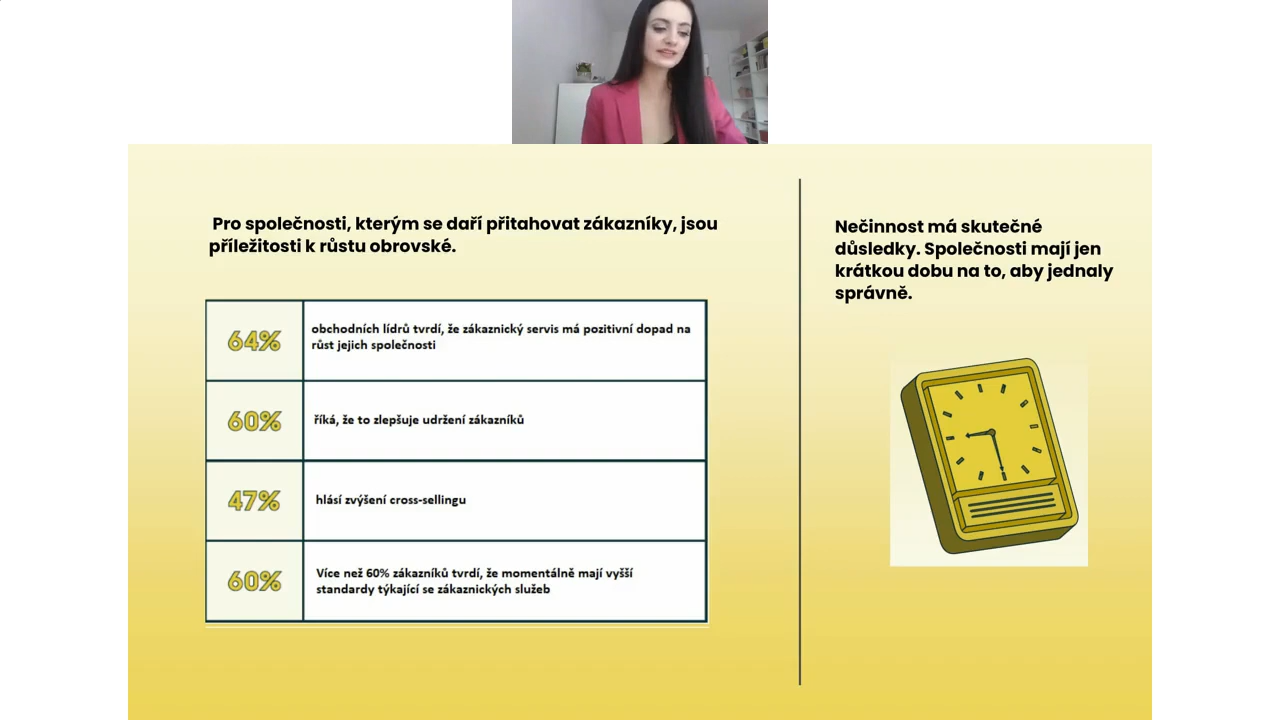 Pro společnosti, kterým se daří přitahovat zákazníky, jsou
příležitosti k růstu obrovské.
64%
obchodních lídrů tvrdí, že zákaznický servis má pozitivní dopad na
růst jejich společnosti
60%
říká, že to zlepšuje udržení zákazníků
47%
hlásí zvýšení cross-sellingu
60%
Více než 60% zákazníků tvrdí, že momentálně mají vyšší
standardy týkající se zákaznických služeb
Nečinnost má skutečné
důsledky. Společnosti mají jen
krátkou dobu na to, aby jednaly
správně.